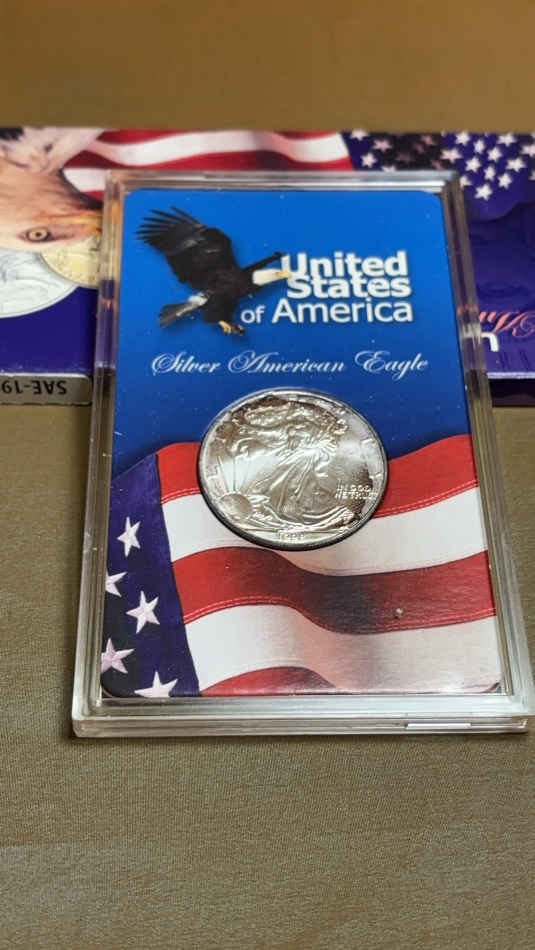 United
States
of America
Silver American Eagle
IN GOD
WE TRUST
SAE-19